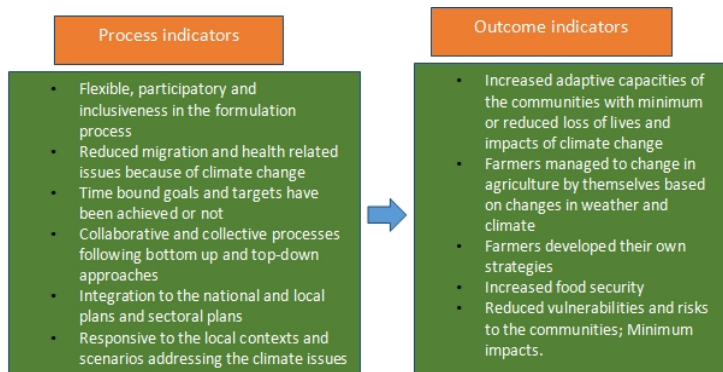 Process indicators
• Flexible, participatory and
inclusiveness in the formulation
process
• Reduced migration and health related
issues because of climate change
• Time bound goals and targets have
been achieved or not
• Collaborative and collective processes
following bottom up and top-down
approaches
• Integration to the national and local
plans and sectoral plans
• Responsive to the local contexts and
scenarios addressing the climate issues
Outcome indicators
• Increased adaptive capacities of
the communities with minimum
or reduced loss of lives and
impacts of climate change
• Farmers managed to change in
agriculture by themselves based
on changes in weather and
climate
• Farmers developed their own
strategies
• Increased food security
• Reduced vulnerabilities and risks
to the communities; Minimum
impacts.